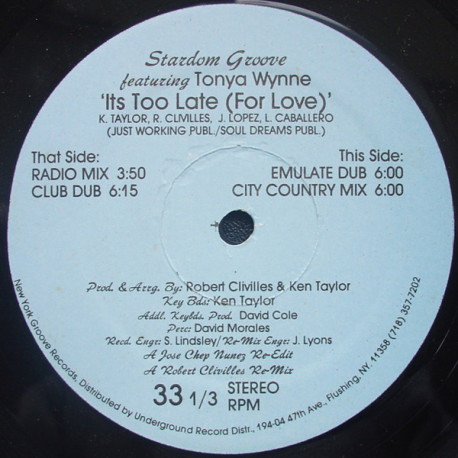 Stardom Groove
featuring Tonya Wynne
'Its Too Late (For Love)'
K. TAYLOR, R. CLMLLES, J. LOPEZ, L. CABALLERO
(JUST WORKING PUBL./SOUL DREAMS PUBL.)
That Side:
RADIO MIX 3:50
CLUB DUB 6:15
This Side:
EMULATE DUB 6:00
CITY COUNTRY MIX 6:00
Prod. & Arrg. By: Robert Clivilles & Ken Taylor
Key Bds: Ken Taylor
Addl. Keybds. Prod. David Cole
Perc: David Morales
Recd. Engr: S. Lindsley/Re-Mix Engr: J. Lyons
A Jose Chep Nunez Re-Edit
A Robert Clivilles Re-Mix
33 1/3 STEREO
RPM
New York Groove Records, Distributed by Underground Record Distr., 194-04 47th Ave., Flushing, NY. 11358 (718) 357-7202